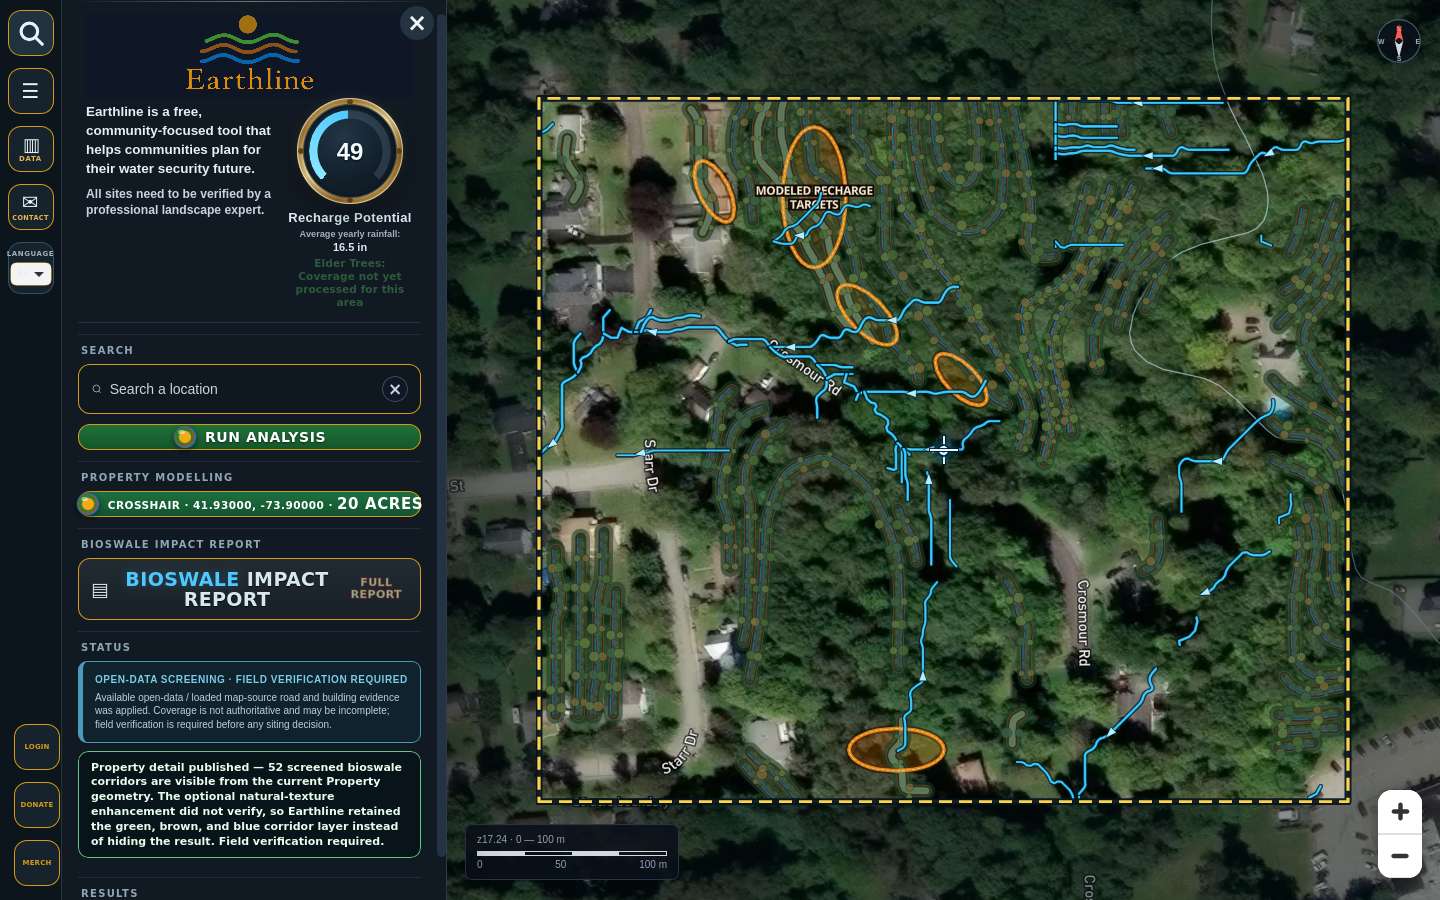 Earthline
Earthline is a free,
community-focused tool that
helps communities plan for
their water security future.
All sites need to be verified by a
professional landscape expert.
49
Recharge Potential
Average yearly rainfall:
16.5 in
Elder Trees:
Coverage not yet
processed for this
area
DATA
CONTACT
LANGUAGE
SEARCH
Search a location
RUN ANALYSIS
PROPERTY MODELLING
CROSSHAIR · 41.93000, -73.90000 · 20 ACRES
BIOSWALE IMPACT REPORT
BIOSWALE IMPACT
REPORT
FULL
REPORT
STATUS
OPEN-DATA SCREENING · FIELD VERIFICATION REQUIRED
Available open-data / loaded map-source road and building evidence
was applied. Coverage is not authoritative and may be incomplete;
field verification is required before any siting decision.
Property detail published — 52 screened bioswale
corridors are visible from the current Property
geometry. The optional natural-texture
enhancement did not verify, so Earthline retained
the green, brown, and blue corridor layer instead
of hiding the result. Field verification required.
RESULTS
LOGIN
DONATE
MERCH
MODELED RECHARGE
TARGETS
Crosmour Rd
Starr Dr
St
Crosmour Rd
Starr Dr
Cro
W
E
S
z17.24 · 0 — 100 m
0
50
100 m